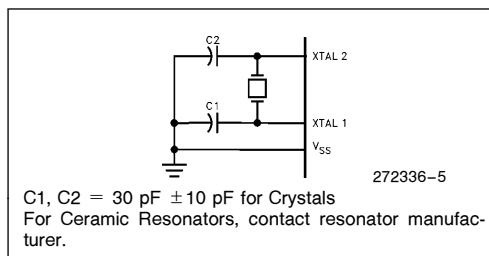 C2
XTAL 2
C1
XTAL 1
VSS
272336–5
C1, C2 = 30 pF ±10 pF for Crystals
For Ceramic Resonators, contact resonator manufac-
turer.